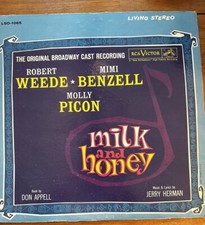 LSO-1065
LIVING STEREO
THE ORIGINAL BROADWAY CAST RECORDING
RCA VICTOR
ROBERT MIMI
WEEDE ★ BENZELL
MOLLY
PICON
milk
and
honey
Book by
DON APPELL
Music & Lyrics by
JERRY HERMAN